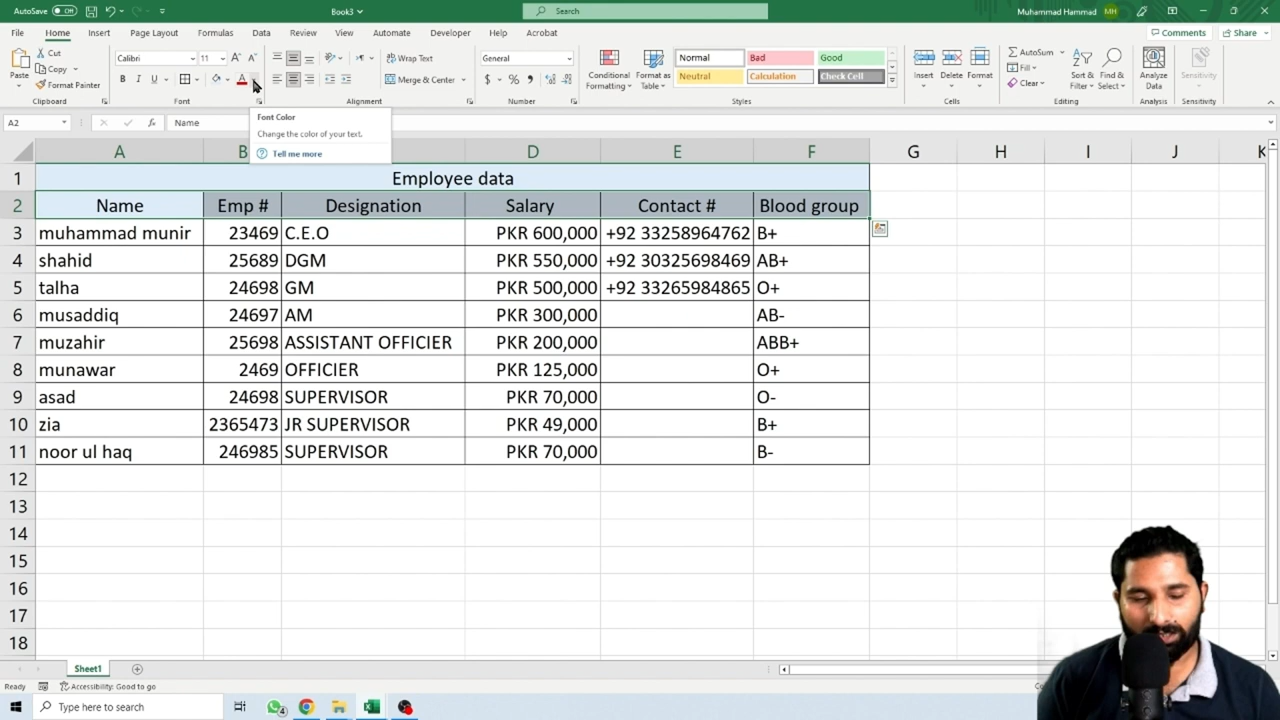 AutoSave Off Book3 Search Muhammad Hammad MH
File Home Insert Page Layout Formulas Data Review View Automate Developer Help Acrobat Comments Share
Paste Cut Copy Format Painter Clipboard
Calibri 11 B I U A Font
Wrap Text Merge & Center Alignment
General $ % Number
Conditional Formatting Format as Table Normal Bad Good Neutral Calculation Check Cell Styles
Insert Delete Format Cells
AutoSum Fill Clear Sort & Filter Find & Select Editing
Analyze Data Analysis Sensitivity Sensitivity
A2 fx Name
Font Color
Change the color of your text.
Tell me more
A B D E F G H I J K
1 Employee data
2 Name Emp # Designation Salary Contact # Blood group
3 muhammad munir 23469 C.E.O PKR 600,000 +92 33258964762 B+
4 shahid 25689 DGM PKR 550,000 +92 30325698469 AB+
5 talha 24698 GM PKR 500,000 +92 33265984865 O+
6 musaddiq 24697 AM PKR 300,000 AB-
7 muzahir 25698 ASSISTANT OFFICIER PKR 200,000 ABB+
8 munawar 2469 OFFICIER PKR 125,000 O+
9 asad 24698 SUPERVISOR PKR 70,000 O-
10 zia 2365473 JR SUPERVISOR PKR 49,000 B+
11 noor ul haq 246985 SUPERVISOR PKR 70,000 B-
12
13
14
15
16
17
18
Sheet1
Ready Accessibility: Good to go
Type here to search 4